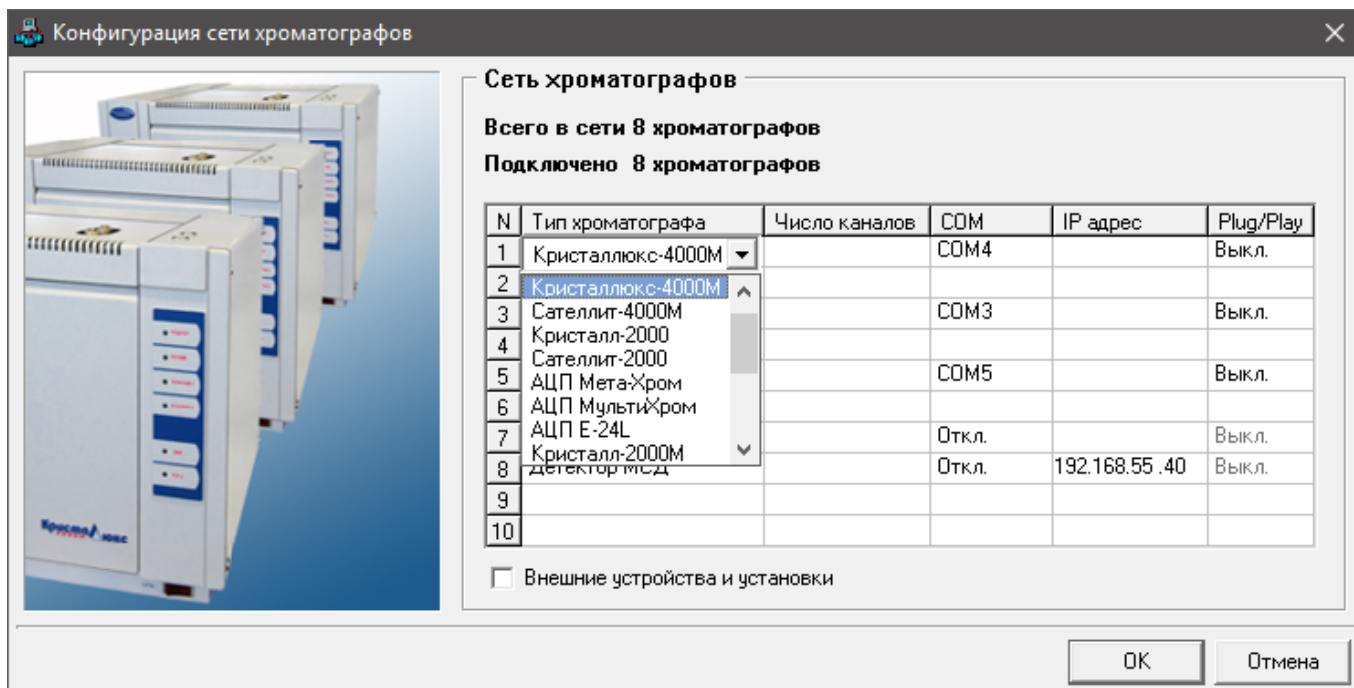 Конфигурация сети хроматографов
Сеть хроматографов
Всего в сети 8 хроматографов
Подключено 8 хроматографов
N Тип хроматографа Число каналов COM IP адрес Plug/Play
1 Кристаллюкс-4000М COM4 Выкл.
2 Кристаллюкс-4000М
3 Сателлит-4000М COM3 Выкл.
Кристалл-2000
4 Сателлит-2000
5 АЦП Мета-Хром COM5 Выкл.
6 АЦП МультиХром
7 АЦП E-24L Откл. Выкл.
Кристалл-2000М
8 Детектор МСД Откл. 192.168.55 .40 Выкл.
9
10
Внешние устройства и установки
OK Отмена
КристаЛюкс